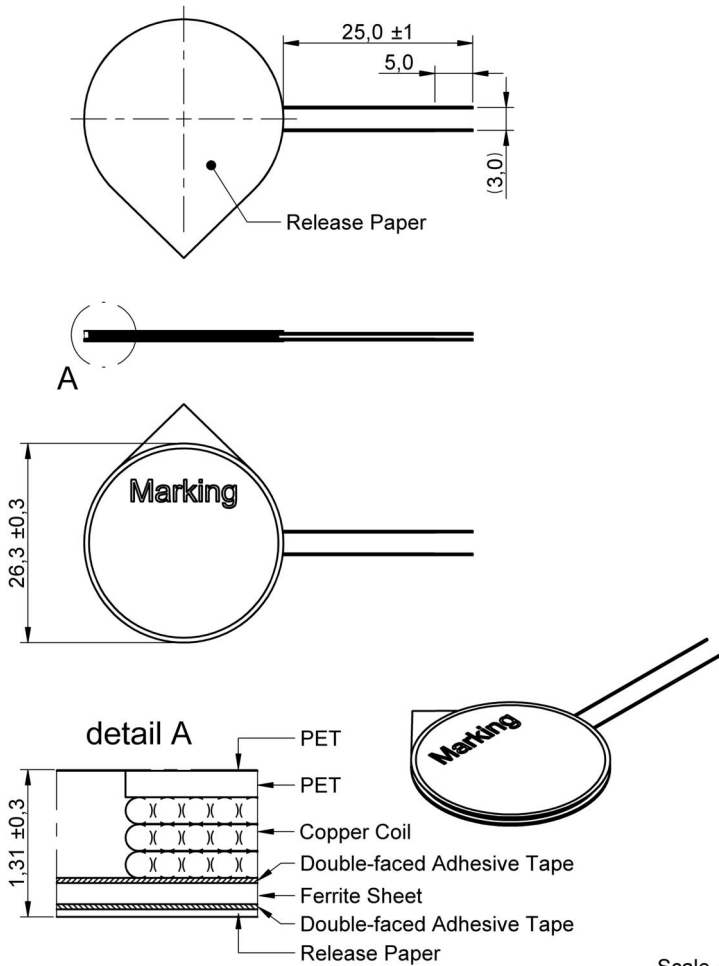 25,0 ±1
5,0
(3,0)
Release Paper
A
Marking
26,3 ±0,3
Marking
detail A
PET
PET
1,31 ±0,3
Copper Coil
Double-faced Adhesive Tape
Ferrite Sheet
Double-faced Adhesive Tape
Release Paper
Scale